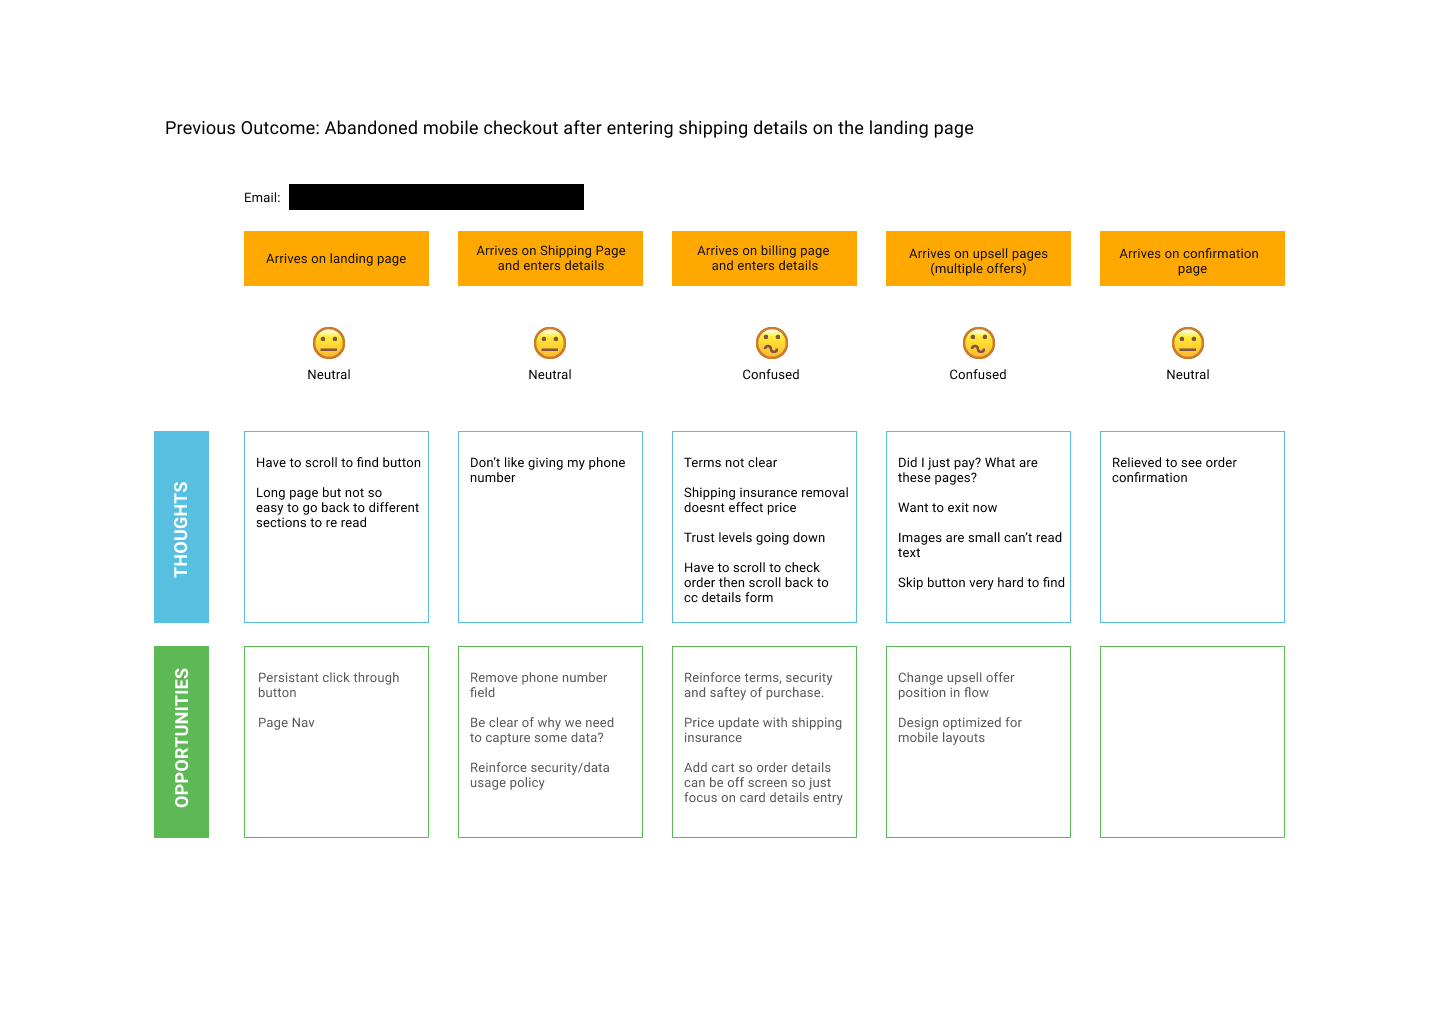 Previous Outcome: Abandoned mobile checkout after entering shipping details on the landing page
Email:
Arrives on landing page
Arrives on Shipping Page
and enters details
Arrives on billing page
and enters details
Arrives on upsell pages
(multiple offers)
Arrives on confirmation
page
Neutral
Neutral
Confused
Confused
Neutral
THOUGHTS
Have to scroll to find button
Long page but not so
easy to go back to different
sections to re read
Don’t like giving my phone
number
Terms not clear
Shipping insurance removal
doesnt effect price
Trust levels going down
Have to scroll to check
order then scroll back to
cc details form
Did I just pay? What are
these pages?
Want to exit now
Images are small can’t read
text
Skip button very hard to find
Relieved to see order
confirmation
OPPORTUNITIES
Persistant click through
button
Page Nav
Remove phone number
field
Be clear of why we need
to capture some data?
Reinforce security/data
usage policy
Reinforce terms, security
and saftey of purchase.
Price update with shipping
insurance
Add cart so order details
can be off screen so just
focus on card details entry
Change upsell offer
position in flow
Design optimized for
mobile layouts